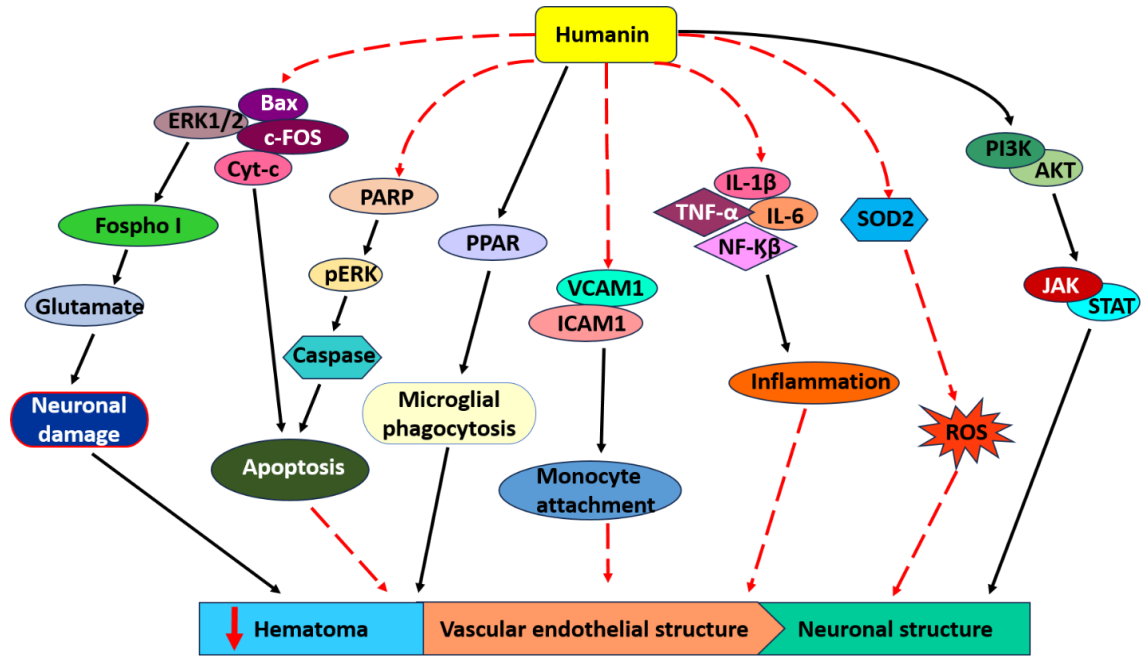 Humanin
Bax
ERK1/2
c-FOS
Cyt-c
PARP
PPAR
Fospho I
pERK
Glutamate
Caspase
Neuronal
damage
Apoptosis
Microglial
phagocytosis
VCAM1
ICAM1
Monocyte
attachment
IL-1β
TNF-α
IL-6
NF-Ϗβ
Inflammation
SOD2
ROS
PI3K
AKT
JAK
STAT
Hematoma
Vascular endothelial structure
Neuronal structure